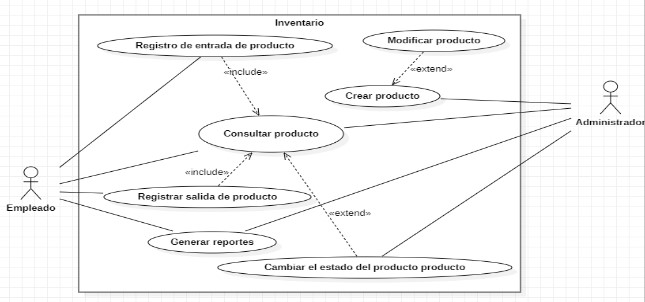 Inventario
Registro de entrada de producto
Modificar producto
«include»
«extend»
Crear producto
Administrador
Consultar producto
«include»
Empleado
Registrar salida de producto
«extend»
Generar reportes
Cambiar el estado del producto producto